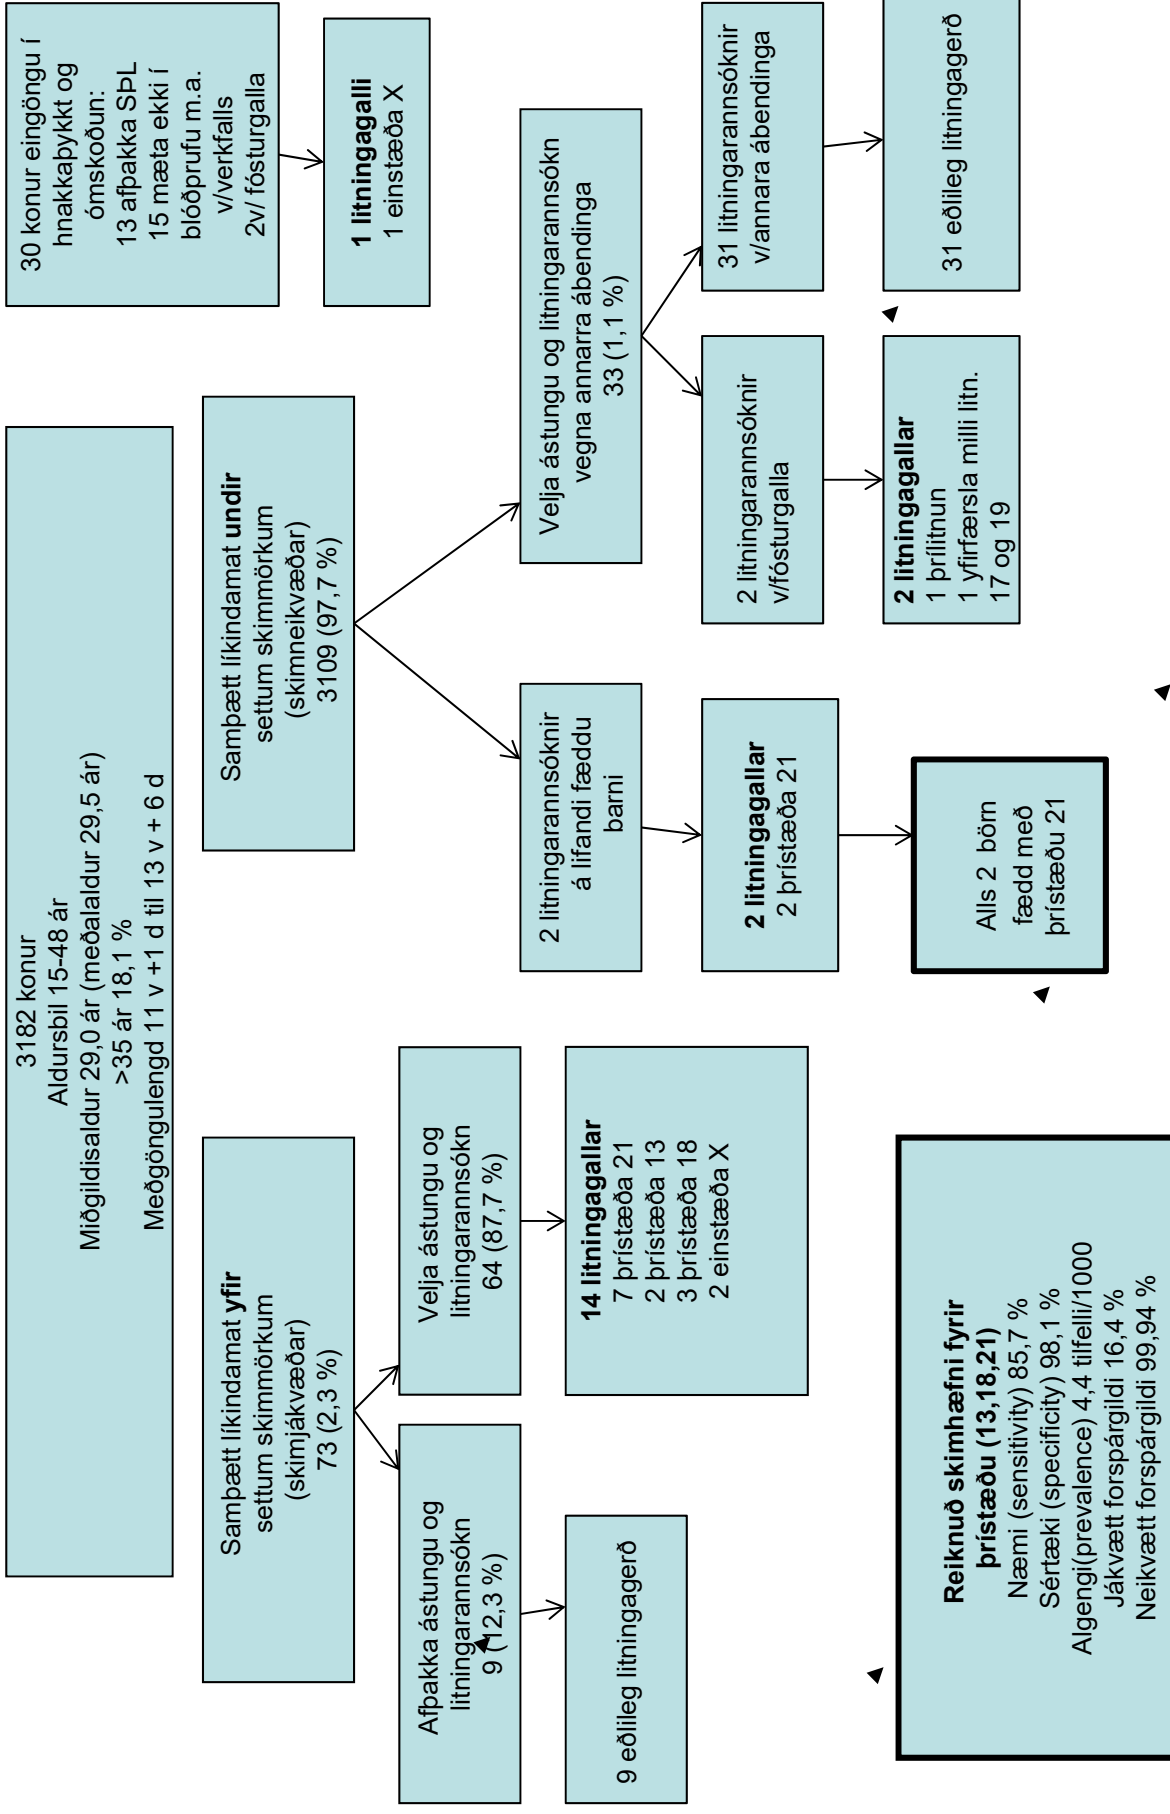 3182 konur
Aldursbil 15-48 ár
Miðgildisaldur 29,0 ár (meðalaldur 29,5 ár)
>35 ár 18,1 %
Meðgöngulengd 11 v +1 d til 13 v + 6 d
30 konur eingöngu í
hnakkaþykkt og
ómskoðun:
13 afþakka SÞL
15 mæta ekki í
blóðprufu m.a.
v/verkfalls
2v/ fósturgalla
1 litningagalli
1 einstæða X
Samþætt líkindamat yfir
settum skimmörkum
(skimjákvæðar)
73 (2,3 %)
Samþætt líkindamat undir
settum skimmörkum
(skimneikvæðar)
3109 (97,7 %)
Afþakka ástungu og
litningarannsókn
9 (12,3 %)
Velja ástungu og
litningarannsókn
64 (87,7 %)
2 litningarannsóknir
á lifandi fæddu
barni
Velja ástungu og litningarannsókn
vegna annarra ábendinga
33 (1,1 %)
9 eðlileg litningagerð
14 litningagallar
7 þrístæða 21
2 þrístæða 13
3 þrístæða 18
2 einstæða X
2 litningagallar
2 þrístæða 21
2 litningarannsóknir
v/fósturgalla
31 litningarannsóknir
v/annara ábendinga
Alls 2 börn
fædd með
þrístæðu 21
2 litningagallar
1 þrílitnun
1 yfirfærsla milli litn.
17 og 19
31 eðlileg litningagerð
Reiknuð skimhæfni fyrir
þrístæðu (13,18,21)
Næmi (sensitivity) 85,7 %
Sértæki (specificity) 98,1 %
Algengi(prevalence) 4,4 tilfelli/1000
Jákvætt forspárgildi 16,4 %
Neikvætt forspárgildi 99,94 %